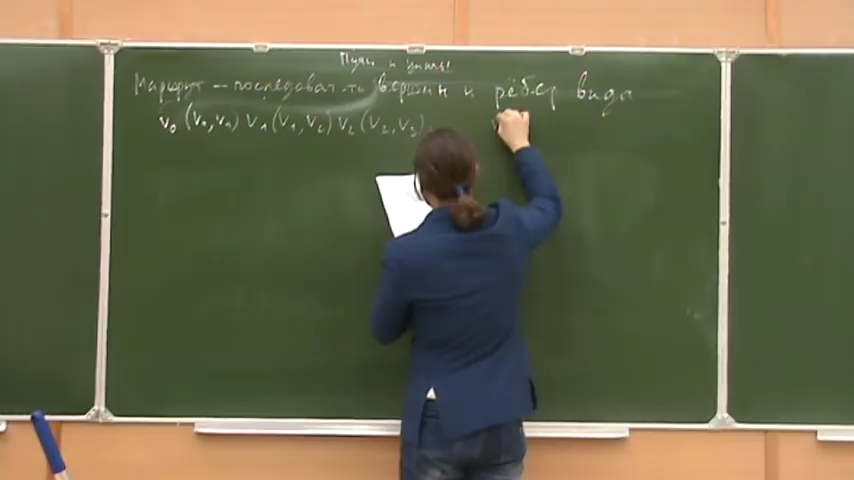 Пути и циклы
Маршрут – последоват-ть вершин и рёбер вида
v₀ (v₀, v₁) v₁ (v₁, v₂) v₂ (v₂, v₃)